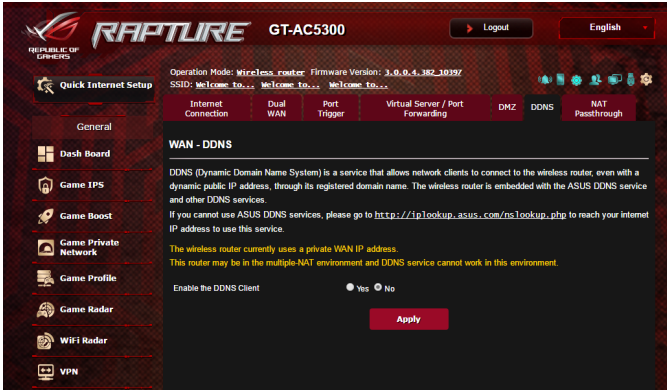 REPUBLIC OF
GAMERS
RAPTURE
GT-AC5300
Logout
English
Quick Internet Setup
Operation Mode: Wireless router Firmware Version: 3.0.0.4.382_10397
SSID: Welcome to... Welcome to... Welcome to...
Internet
Connection
Dual
WAN
Port
Trigger
Virtual Server / Port
Forwarding
DMZ
DDNS
NAT
Passthrough
General
Dash Board
Game IPS
Game Boost
Game Private
Network
Game Profile
Game Radar
WiFi Radar
VPN
WAN - DDNS
DDNS (Dynamic Domain Name System) is a service that allows network clients to connect to the wireless router, even with a
dynamic public IP address, through its registered domain name. The wireless router is embedded with the ASUS DDNS service
and other DDNS services.
If you cannot use ASUS DDNS services, please go to http://iplookup.asus.com/nslookup.php to reach your internet
IP address to use this service.
The wireless router currently uses a private WAN IP address.
This router may be in the multiple-NAT environment and DDNS service cannot work in this environment.
Enable the DDNS Client
Yes No
Apply